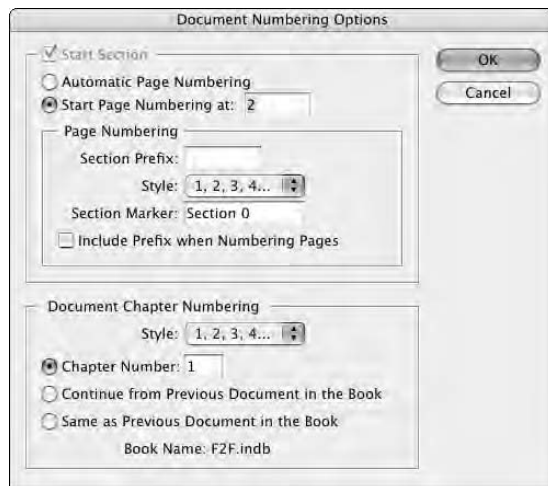 Document Numbering Options
Start Section
OK
Automatic Page Numbering
Cancel
Start Page Numbering at: 2
Page Numbering
Section Prefix:
Style: 1, 2, 3, 4...
Section Marker: Section 0
Include Prefix when Numbering Pages
Document Chapter Numbering
Style: 1, 2, 3, 4...
Chapter Number: 1
Continue from Previous Document in the Book
Same as Previous Document in the Book
Book Name: F2F.indb